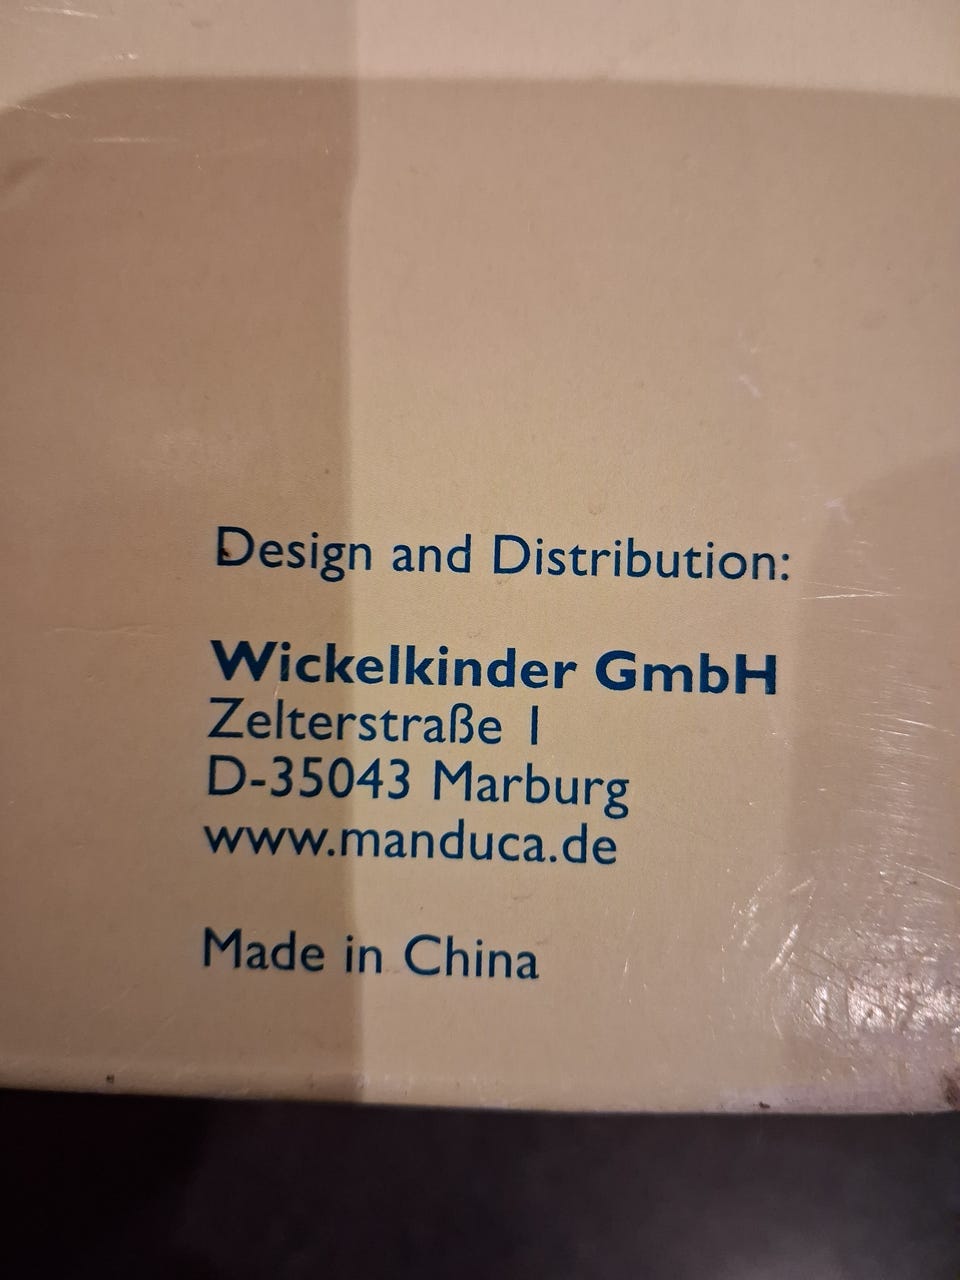 Design and Distribution:
Wickelkinder GmbH
Zelterstraße 1
D-35043 Marburg
www.manduca.de
Made in China